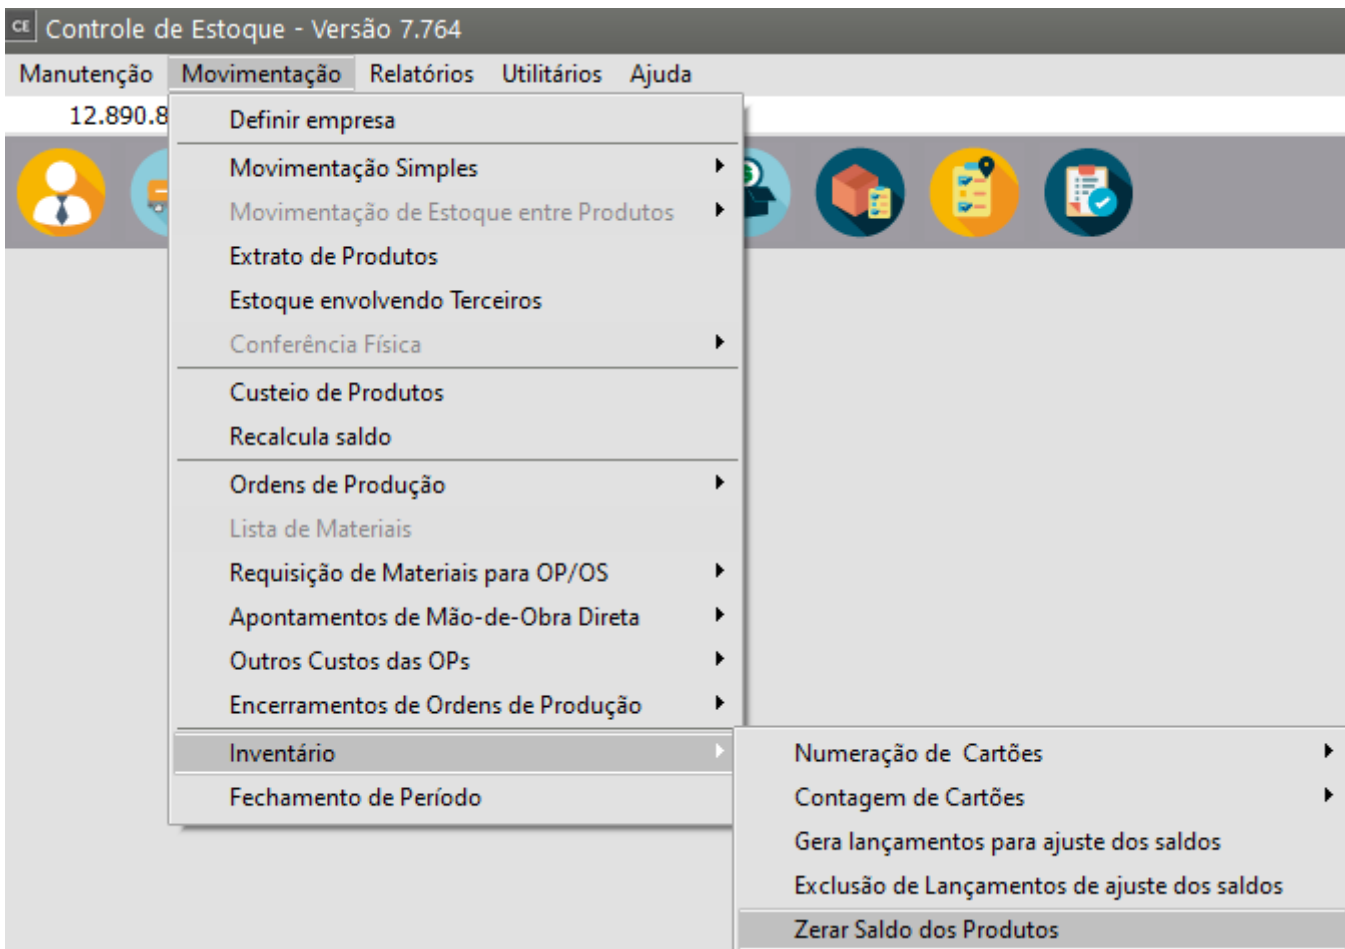 CE Controle de Estoque - Versão 7.764
Manutenção Movimentação Relatórios Utilitários Ajuda
12.890.8
Definir empresa
Movimentação Simples
Movimentação de Estoque entre Produtos
Extrato de Produtos
Estoque envolvendo Terceiros
Conferência Física
Custeio de Produtos
Recalcula saldo
Ordens de Produção
Lista de Materiais
Requisição de Materiais para OP/OS
Apontamentos de Mão-de-Obra Direta
Outros Custos das OPs
Encerramentos de Ordens de Produção
Inventário
Fechamento de Período
Numeração de Cartões
Contagem de Cartões
Gera lançamentos para ajuste dos saldos
Exclusão de Lançamentos de ajuste dos saldos
Zerar Saldo dos Produtos